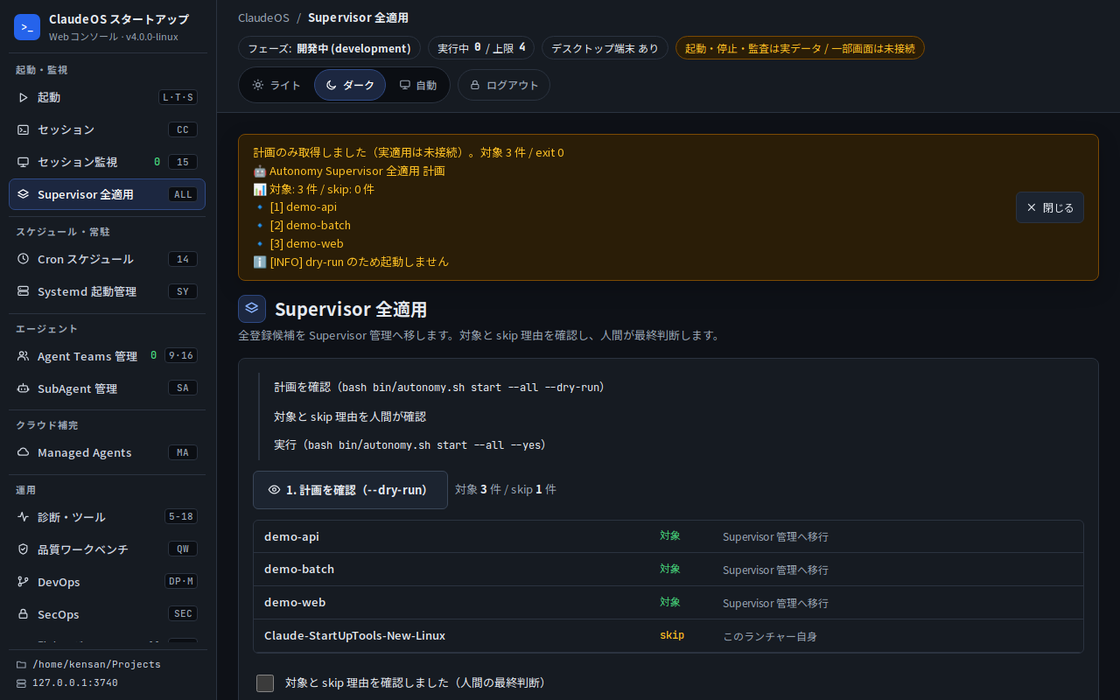 >_
ClaudeOS スタートアップ
Webコンソール · v4.0.0-linux
起動・監視
起動 L·T·S
セッション CC
セッション監視 0 15
Supervisor 全適用 ALL
スケジュール・常駐
Cron スケジュール 14
Systemd 起動管理 SY
エージェント
Agent Teams 管理 0 9·16
SubAgent 管理 SA
クラウド補完
Managed Agents MA
運用
診断・ツール 5-18
品質ワークベンチ QW
DevOps DP·M
SecOps SEC
/home/kensan/Projects
127.0.0.1:3740
ClaudeOS / Supervisor 全適用
フェーズ: 開発中 (development)
実行中 0 / 上限 4
デスクトップ端末 あり
起動・停止・監査は実データ / 一部画面は未接続
ライト
ダーク
自動
ログアウト
計画のみ取得しました（実適用は未接続）。対象 3 件 / exit 0
🤖 Autonomy Supervisor 全適用 計画
📊 対象: 3 件 / skip: 0 件
🔹 [1] demo-api
🔹 [2] demo-batch
🔹 [3] demo-web
ℹ️ [INFO] dry-run のため起動しません
× 閉じる
Supervisor 全適用
全登録候補を Supervisor 管理へ移します。対象と skip 理由を確認し、人間が最終判断します。
計画を確認（bash bin/autonomy.sh start --all --dry-run）
対象と skip 理由を人間が確認
実行（bash bin/autonomy.sh start --all --yes）
1. 計画を確認（--dry-run）
対象 3 件 / skip 1 件
demo-api 対象 Supervisor 管理へ移行
demo-batch 対象 Supervisor 管理へ移行
demo-web 対象 Supervisor 管理へ移行
Claude-StartUpTools-New-Linux skip このランチャー自身
対象と skip 理由を確認しました（人間の最終判断）